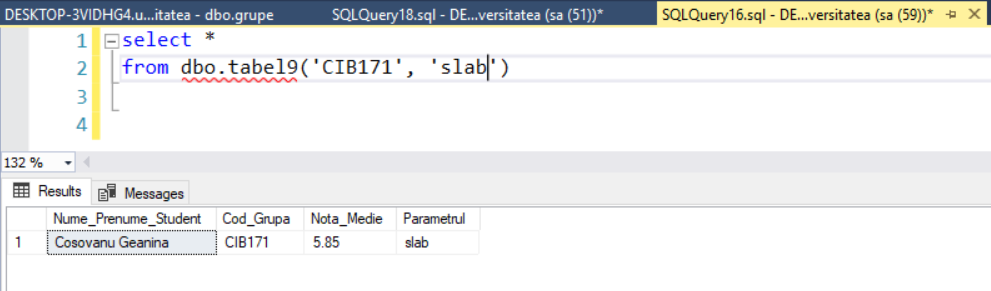 DESKTOP-3VIDHG4.u...itatea - dbo.grupe SQLQuery18.sql - DE...versitatea (sa (51))* SQLQuery16.sql - DE...versitatea (sa (59))*
1 select *
2 from dbo.tabel9('CIB171', 'slab')
3
4
132 %
Results Messages
Nume_Prenume_Student Cod_Grupa Nota_Medie Parametrul
1 Cosovanu Geanina CIB171 5.85 slab